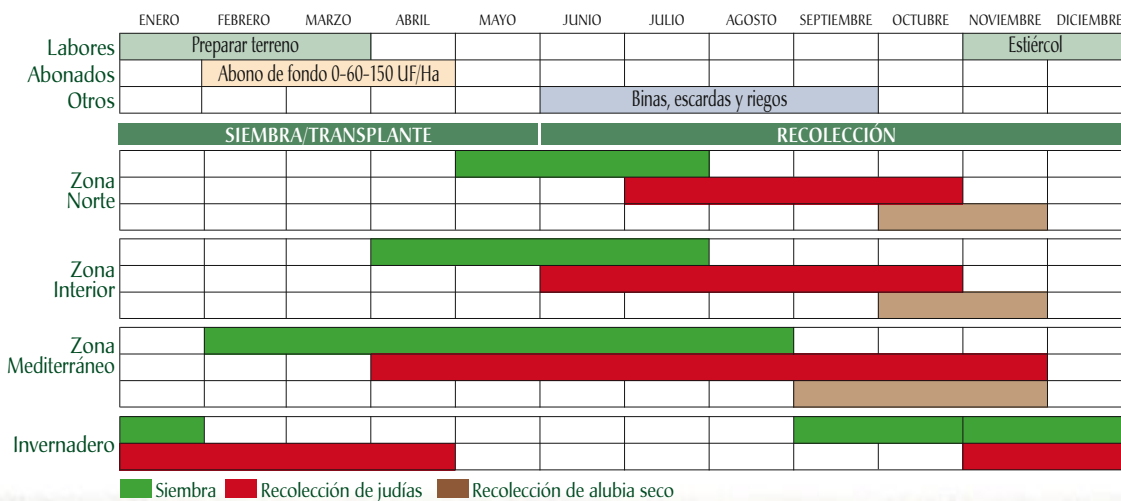 ENERO FEBRERO MARZO ABRIL MAYO JUNIO JULIO AGOSTO SEPTIEMBRE OCTUBRE NOVIEMBRE DICIEMBRE
Labores Preparar terreno Estiércol
Abonados Abono de fondo 0-60-150 UF/Ha
Otros Binas, escardas y riegos
SIEMBRA/TRANSPLANTE RECOLECCIÓN
Zona
Norte
Zona
Interior
Zona
Mediterráneo
Invernadero
Siembra Recolección de judías Recolección de alubia seco